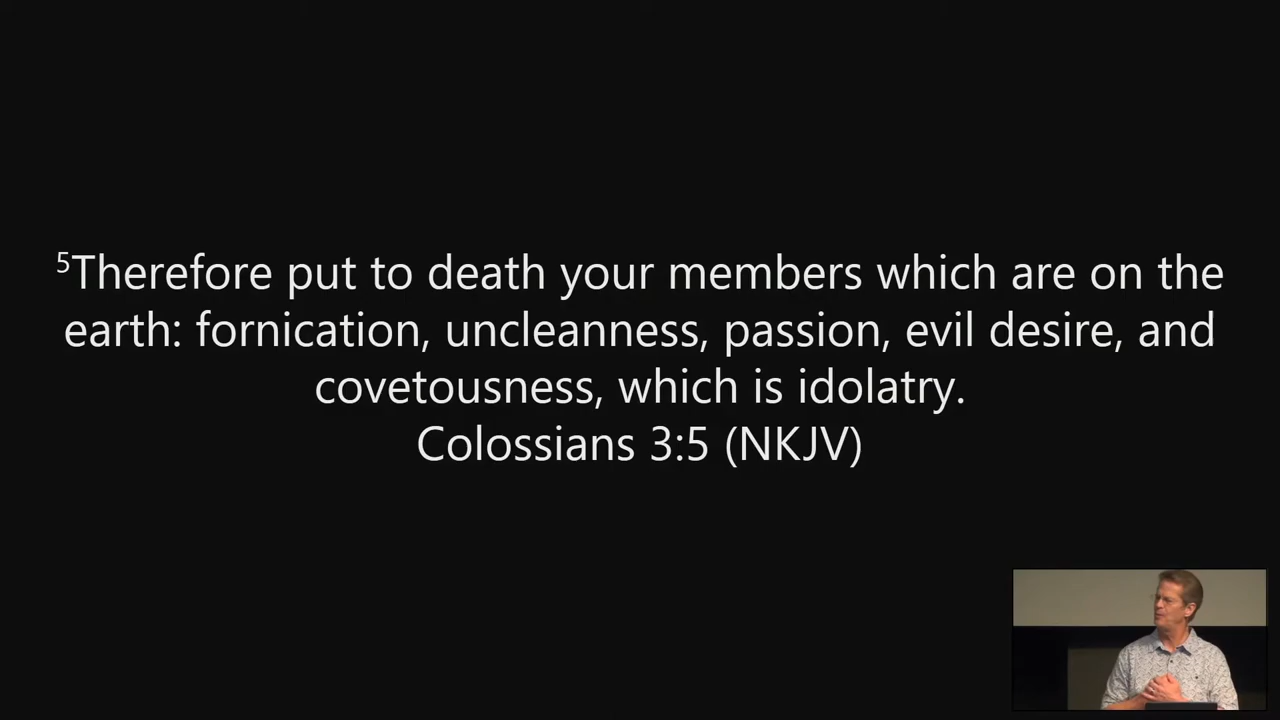 ⁵Therefore put to death your members which are on the
earth: fornication, uncleanness, passion, evil desire, and
covetousness, which is idolatry.
Colossians 3:5 (NKJV)